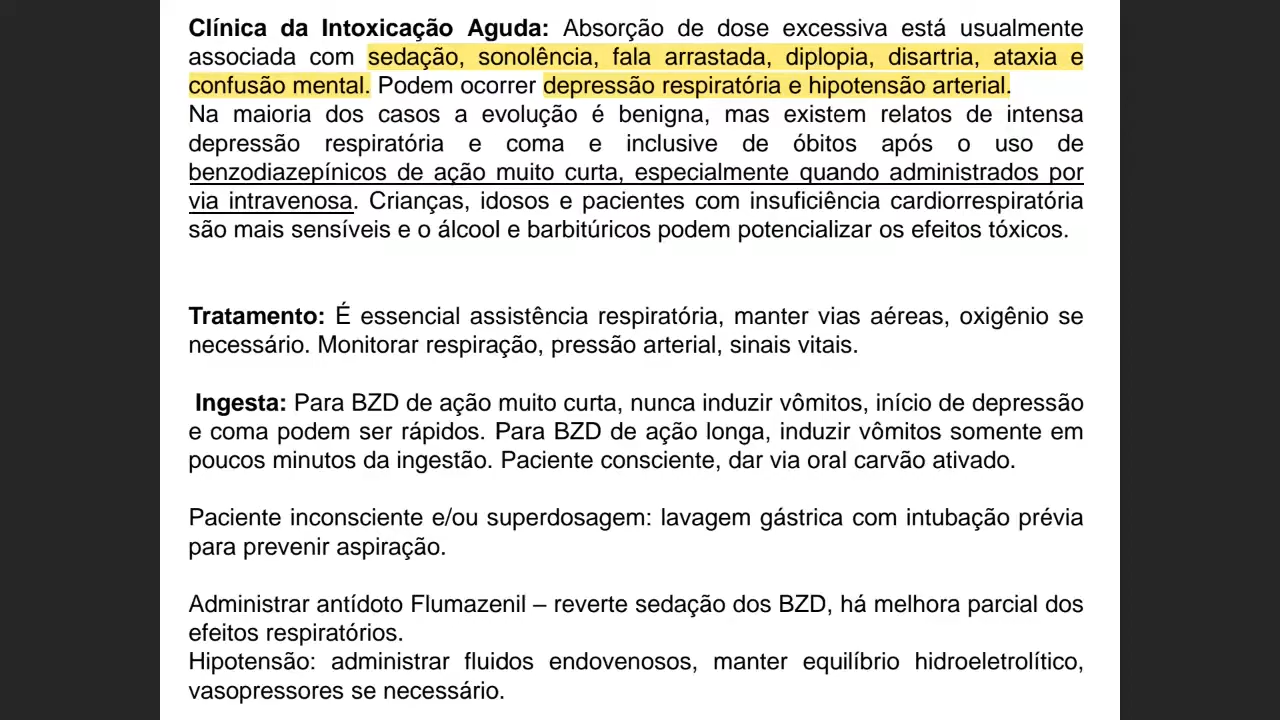 Clínica da Intoxicação Aguda: Absorção de dose excessiva está usualmente
associada com sedação, sonolência, fala arrastada, diplopia, disartria, ataxia e
confusão mental. Podem ocorrer depressão respiratória e hipotensão arterial.
Na maioria dos casos a evolução é benigna, mas existem relatos de intensa
depressão respiratória e coma e inclusive de óbitos após o uso de
benzodiazepínicos de ação muito curta, especialmente quando administrados por
via intravenosa. Crianças, idosos e pacientes com insuficiência cardiorrespiratória
são mais sensíveis e o álcool e barbitúricos podem potencializar os efeitos tóxicos.
Tratamento: É essencial assistência respiratória, manter vias aéreas, oxigênio se
necessário. Monitorar respiração, pressão arterial, sinais vitais.
Ingesta: Para BZD de ação muito curta, nunca induzir vômitos, início de depressão
e coma podem ser rápidos. Para BZD de ação longa, induzir vômitos somente em
poucos minutos da ingestão. Paciente consciente, dar via oral carvão ativado.
Paciente inconsciente e/ou superdosagem: lavagem gástrica com intubação prévia
para prevenir aspiração.
Administrar antídoto Flumazenil – reverte sedação dos BZD, há melhora parcial dos
efeitos respiratórios.
Hipotensão: administrar fluidos endovenosos, manter equilíbrio hidroeletrolítico,
vasopressores se necessário.